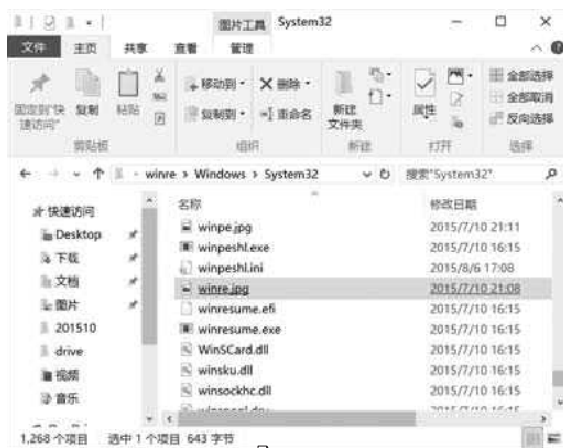 图片工具 System32
文件 主页 共享 查看 管理
固定到"快速访问"
复制
粘贴
移动到
复制到
删除
重命名
新建文件夹
属性
全部选择
全部取消
反向选择
剪贴板 组织 新建 打开 选择
winre > Windows > System32
搜索"System32"
快速访问
Desktop
下载
文档
图片
201510
drive
视频
音乐
名称 修改日期
winpe.jpg 2015/7/10 21:11
winpeshl.exe 2015/7/10 16:15
winpeshl.ini 2015/8/6 17:08
winre.jpg 2015/7/10 21:08
winresume.efi 2015/7/10 16:15
winresume.exe 2015/7/10 16:15
WinSCard.dll 2015/7/10 16:15
winsku.dll 2015/7/10 16:15
winsockhc.dll 2015/7/10 16:15
1,268 个项目 选中 1 个项目 643 字节